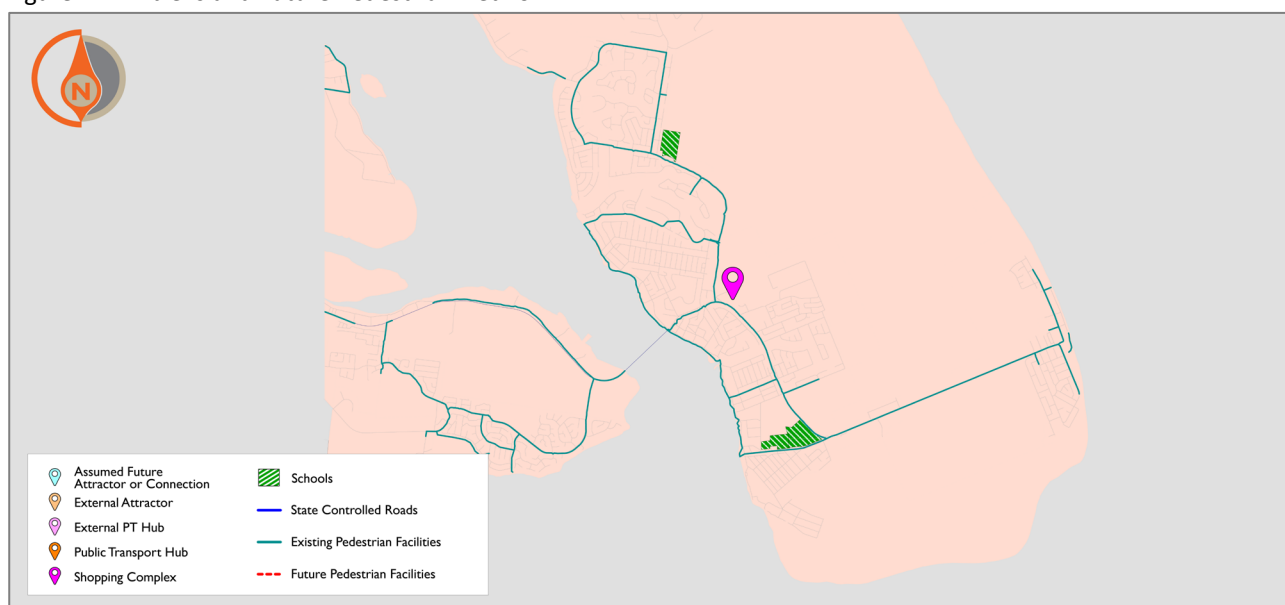 N
Assumed Future
Attractor or Connection
External Attractor
External PT Hub
Public Transport Hub
Shopping Complex
Schools
State Controlled Roads
Existing Pedestrian Facilities
Future Pedestrian Facilities